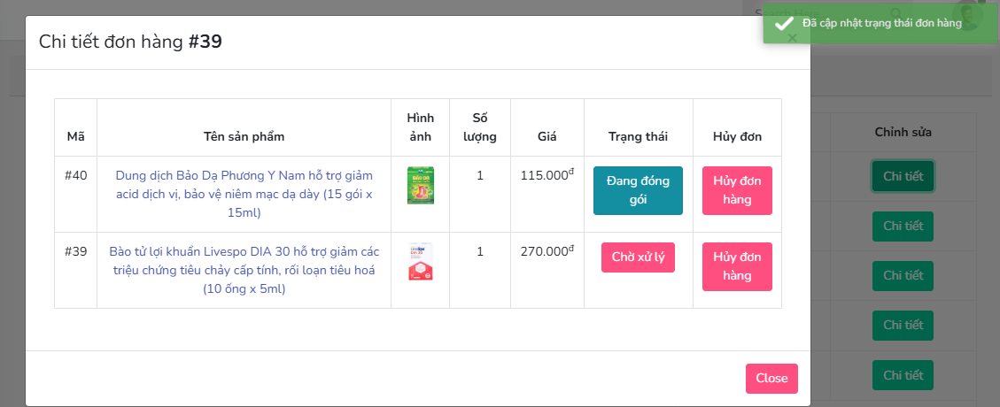 Chi tiết đơn hàng #39
Đã cập nhật trạng thái đơn hàng
Mã
Tên sản phẩm
Hình
ảnh
Số
lượng
Giá
Trạng thái
Hủy đơn
Chỉnh sửa
#40
Dung dịch Bảo Dạ Phương Y Nam hỗ trợ giảm
acid dịch vị, bảo vệ niêm mạc dạ dày (15 gói x
15ml)
BẢO DẠ
1
115.000đ
Đang đóng
gói
Hủy đơn
hàng
Chi tiết
#39
Bào tử lợi khuẩn Livespo DIA 30 hỗ trợ giảm các
triệu chứng tiêu chảy cấp tính, rối loạn tiêu hoá
(10 ống x 5ml)
LiveSpo
DIA 30
1
270.000đ
Chờ xử lý
Hủy đơn
hàng
Chi tiết
Chi tiết
Chi tiết
Chi tiết
Close